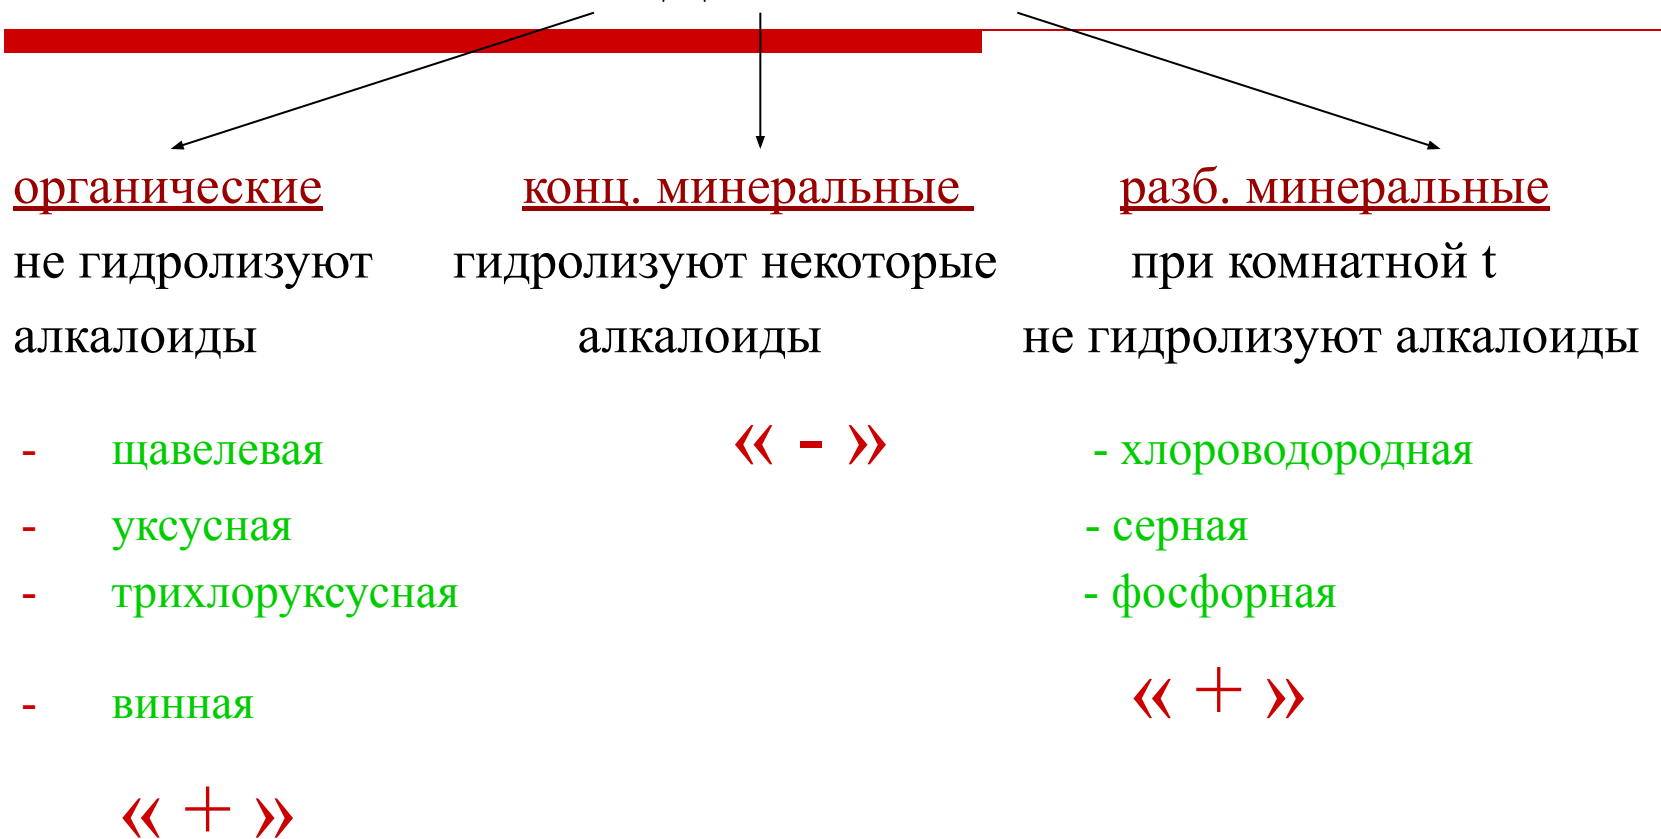 органические конц. минеральные разб. минеральные
не гидролизуют гидролизуют некоторые при комнатной t
алкалоиды алкалоиды не гидролизуют алкалоиды
- щавелевая « - » - хлороводородная
- уксусная - серная
- трихлоруксусная - фосфорная
- винная « + »
« + »